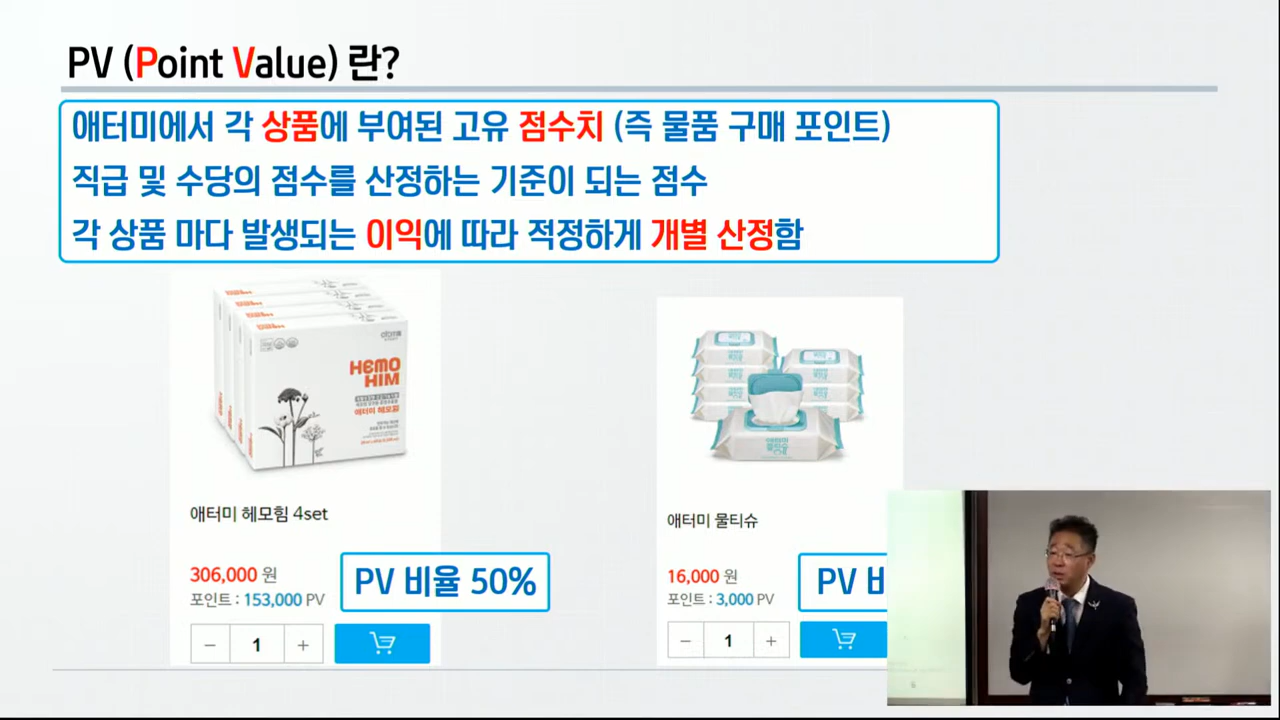 PV (Point Value) 란?
애터미에서 각 상품에 부여된 고유 점수치 (즉 물품 구매 포인트)
직급 및 수당의 점수를 산정하는 기준이 되는 점수
각 상품 마다 발생되는 이익에 따라 적정하게 개별 산정함
HEMO
HIM
애터미 헤모힘
애터미 헤모힘 4set
306,000 원
포인트 : 153,000 PV
PV 비율 50%
− 1 +
애터미 물티슈
16,000 원
포인트 : 3,000 PV
PV 비
− 1 +